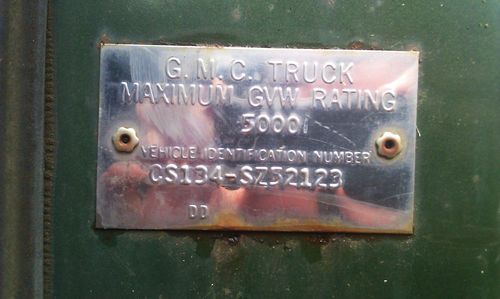 G.M.C. TRUCK
MAXIMUM GVW RATING
5000
VEHICLE IDENTIFICATION NUMBER
CS134-SZ52123
DD